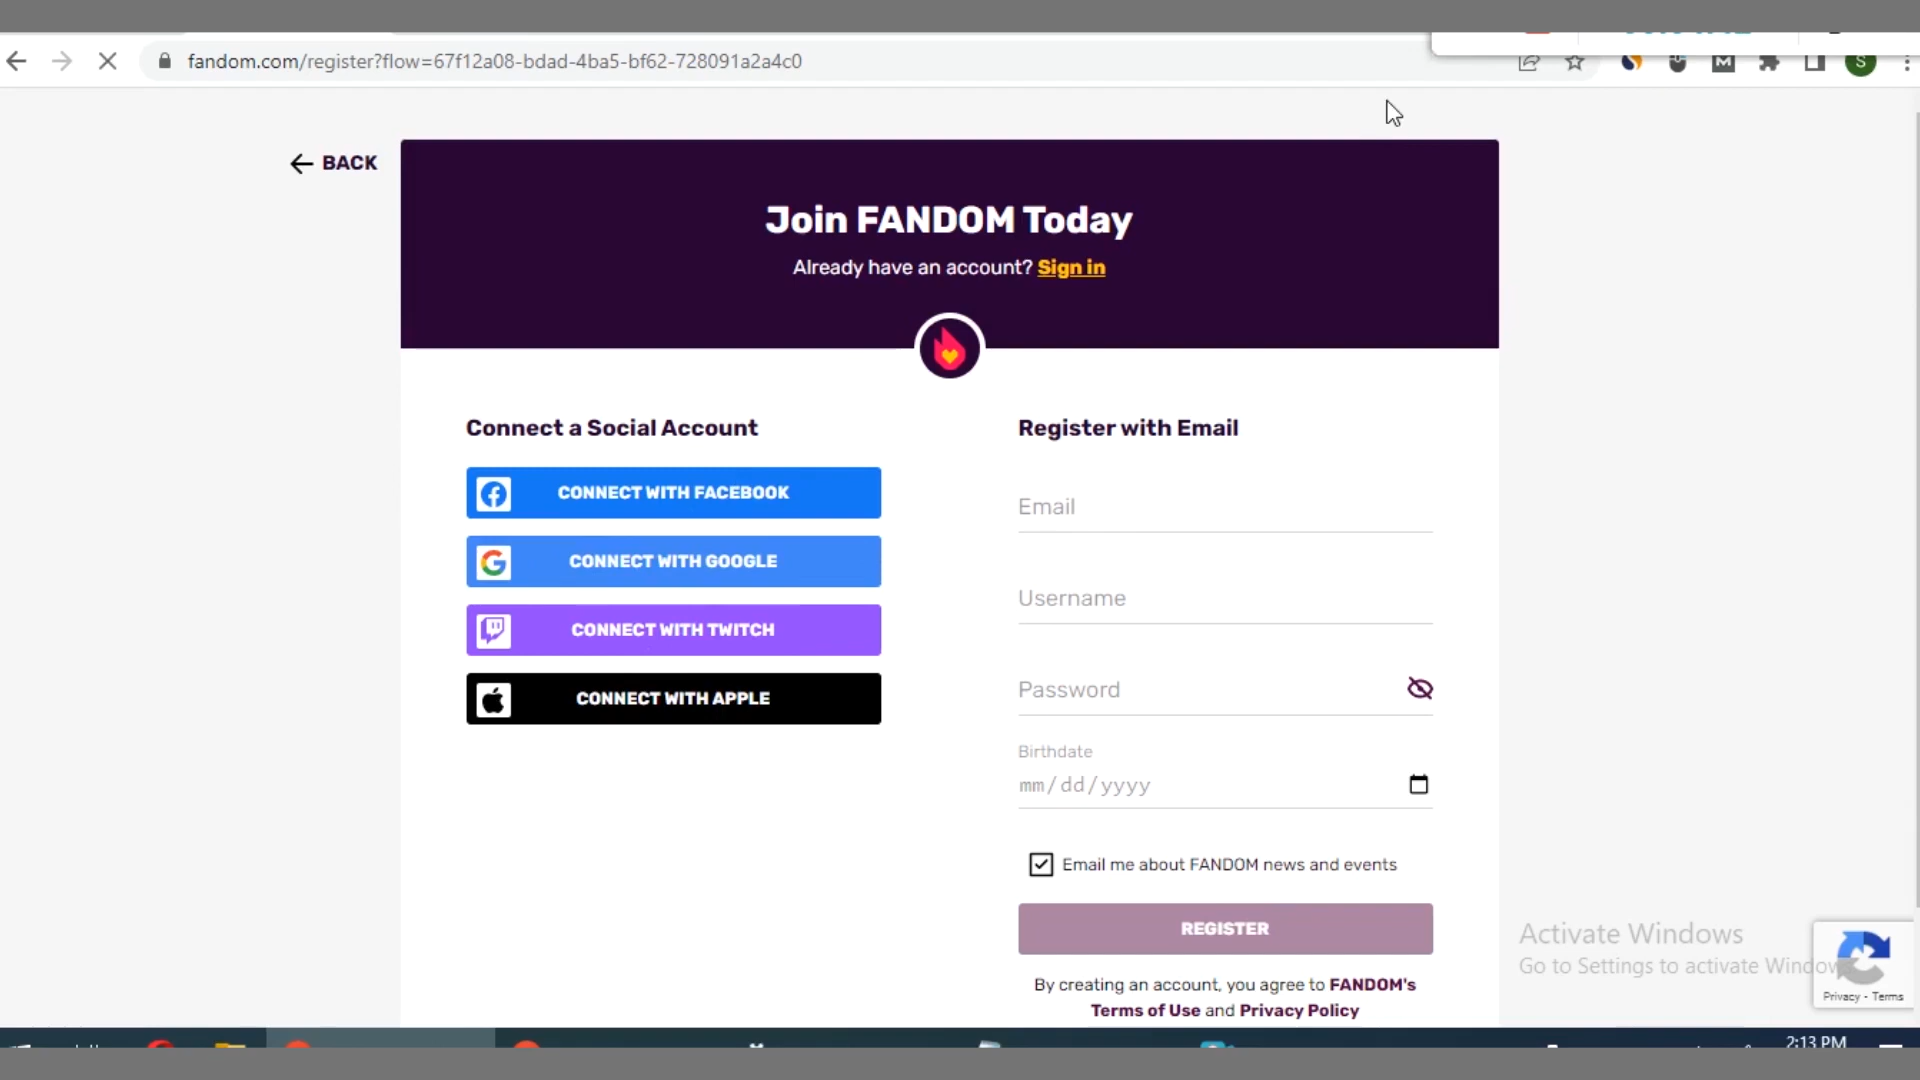 fandom.com/register?flow=67f12a08-bdad-4ba5-bf62-728091a2a4c0
M
S
BACK
Join FANDOM Today
Already have an account? Sign in
Connect a Social Account
CONNECT WITH FACEBOOK
CONNECT WITH GOOGLE
CONNECT WITH TWITCH
CONNECT WITH APPLE
Register with Email
Email
Username
Password
Birthdate
mm/dd/yyyy
Email me about FANDOM news and events
REGISTER
By creating an account, you agree to FANDOM's
Terms of Use and Privacy Policy
Activate Windows
Go to Settings to activate Windows
Privacy - Terms
2:13 PM